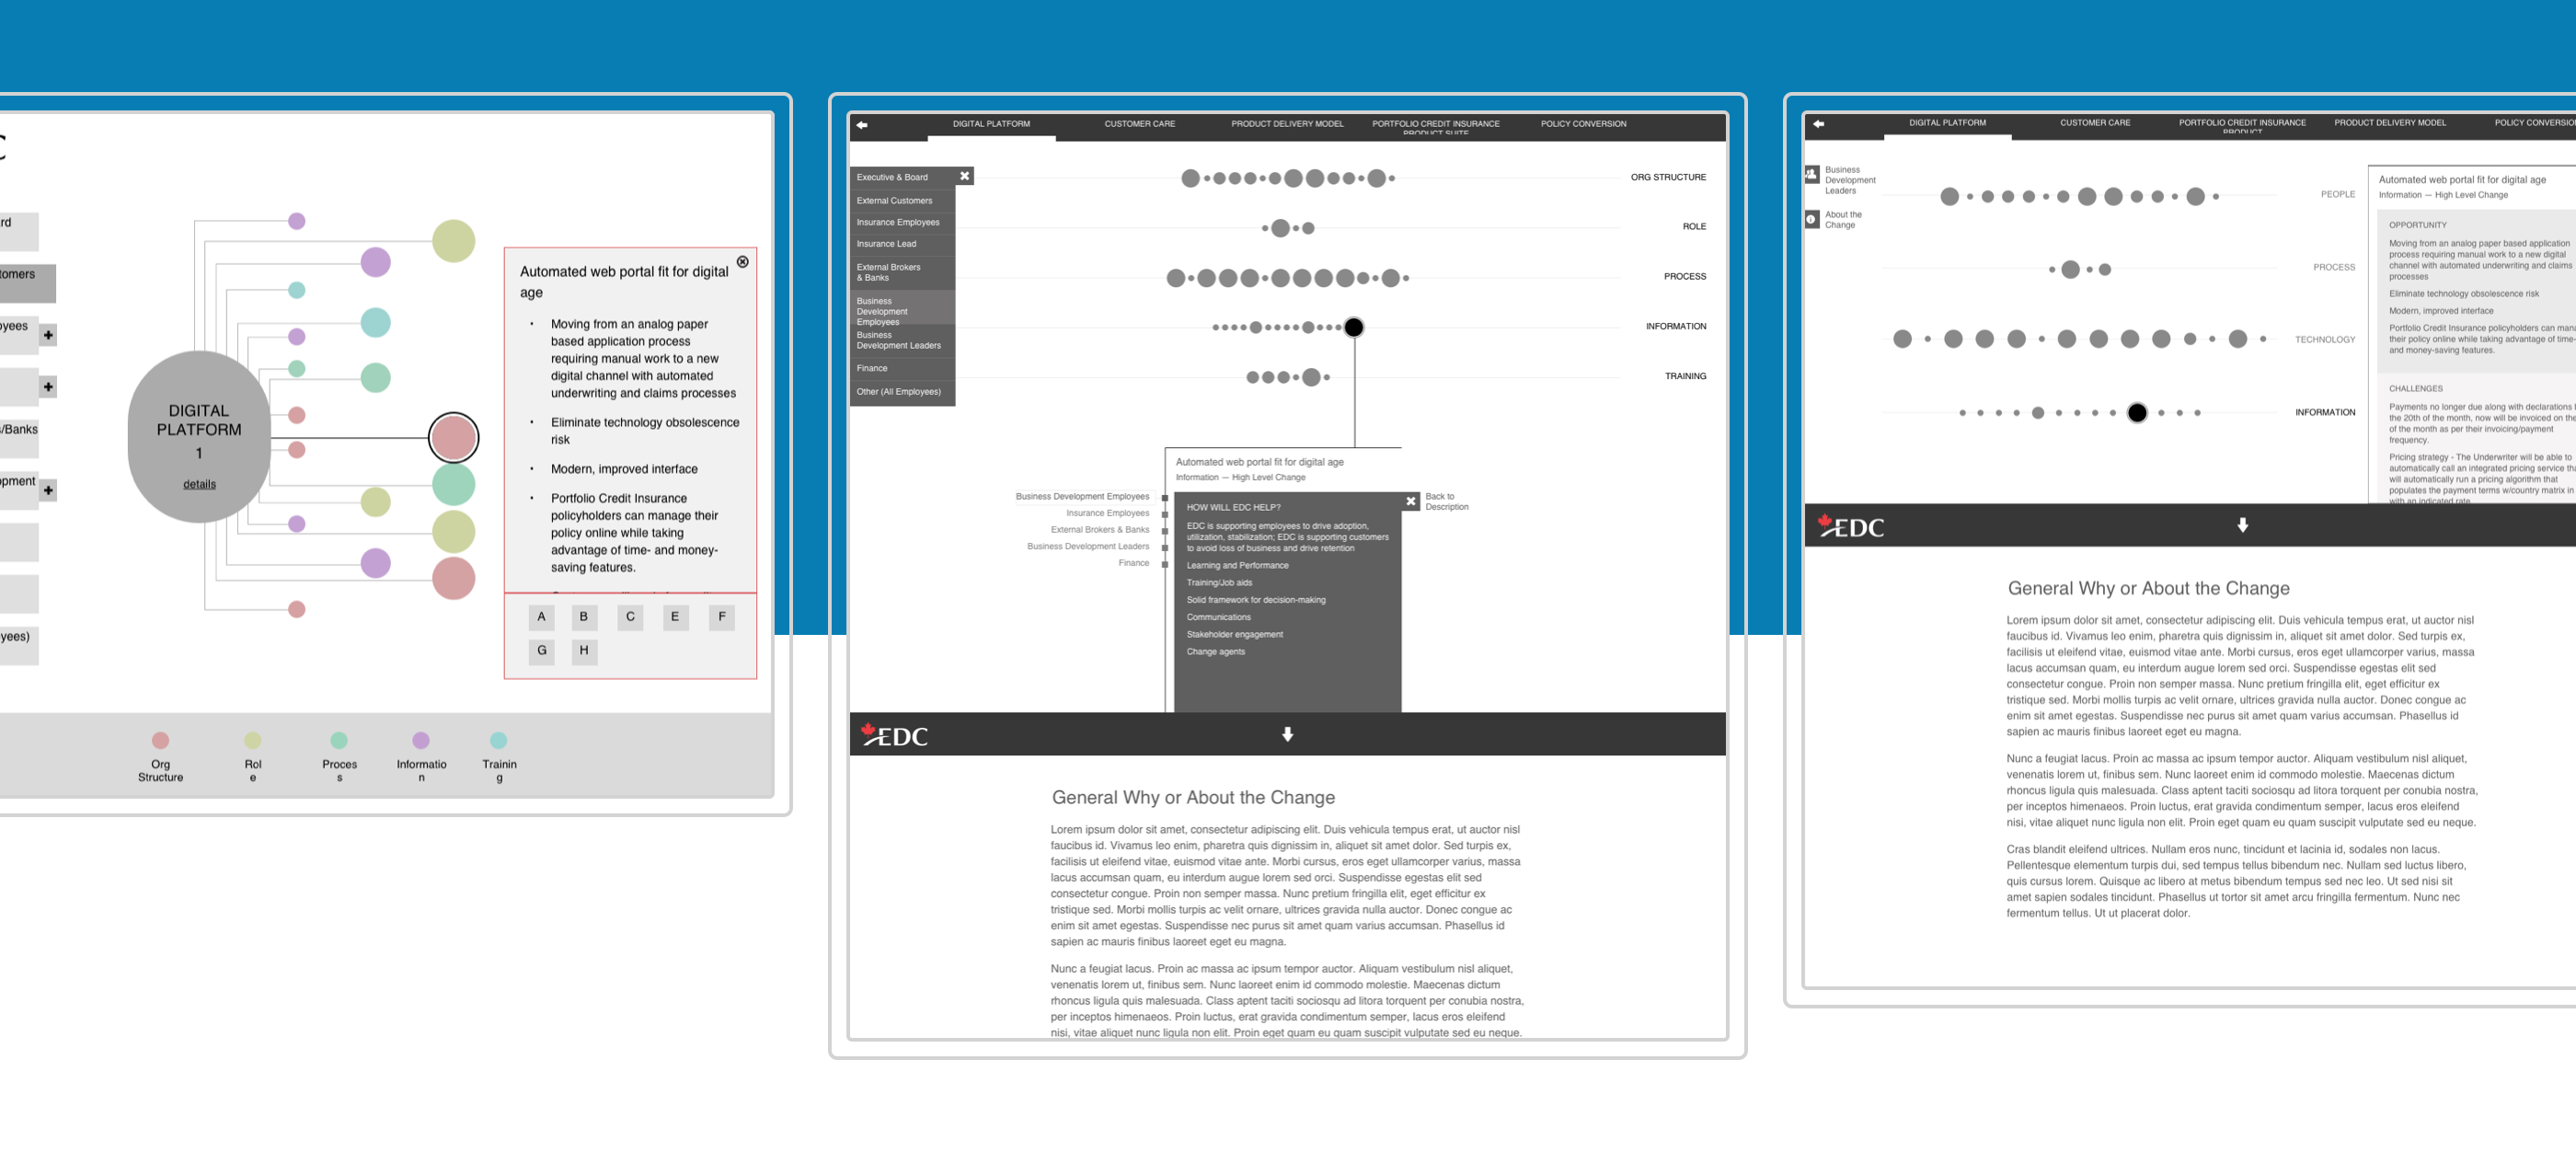 C
rd
tomers
oyees
s/Banks
opment
yees)
DIGITAL
PLATFORM
1
details
Automated web portal fit for digital
age
• Moving from an analog paper
based application process
requiring manual work to a new
digital channel with automated
underwriting and claims processes
• Eliminate technology obsolescence
risk
• Modern, improved interface
• Portfolio Credit Insurance
policyholders can manage their
policy online while taking
advantage of time- and money-
saving features.
A B C E F
G H
Org
Structure
Rol
e
Proces
s
Informatio
n
Trainin
g
DIGITAL PLATFORM CUSTOMER CARE PRODUCT DELIVERY MODEL PORTFOLIO CREDIT INSURANCE POLICY CONVERSION
PRODUCT SUITE
Executive & Board
External Customers
Insurance Employees
Insurance Lead
External Brokers
& Banks
Business
Development
Employees
Business
Development Leaders
Finance
Other (All Employees)
ORG STRUCTURE
ROLE
PROCESS
INFORMATION
TRAINING
Automated web portal fit for digital age
Information — High Level Change
Business Development Employees
Insurance Employees
External Brokers & Banks
Business Development Leaders
Finance
HOW WILL EDC HELP?
EDC is supporting employees to drive adoption,
utilization, stabilization; EDC is supporting customers
to avoid loss of business and drive retention
Learning and Performance
Training/Job aids
Solid framework for decision-making
Communications
Stakeholder engagement
Change agents
Back to
Description
EDC
General Why or About the Change
Lorem ipsum dolor sit amet, consectetur adipiscing elit. Duis vehicula tempus erat, ut auctor nisl
faucibus id. Vivamus leo enim, pharetra quis dignissim in, aliquet sit amet dolor. Sed turpis ex,
facilisis ut eleifend vitae, euismod vitae ante. Morbi cursus, eros eget ullamcorper varius, massa
lacus accumsan quam, eu interdum augue lorem sed orci. Suspendisse egestas elit sed
consectetur congue. Proin non semper massa. Nunc pretium fringilla elit, eget efficitur ex
tristique sed. Morbi mollis turpis ac velit ornare, ultrices gravida nulla auctor. Donec congue ac
enim sit amet egestas. Suspendisse nec purus sit amet quam varius accumsan. Phasellus id
sapien ac mauris finibus laoreet eget eu magna.
Nunc a feugiat lacus. Proin ac massa ac ipsum tempor auctor. Aliquam vestibulum nisl aliquet,
venenatis lorem ut, finibus sem. Nunc laoreet enim id commodo molestie. Maecenas dictum
rhoncus ligula quis malesuada. Class aptent taciti sociosqu ad litora torquent per conubia nostra,
per inceptos himenaeos. Proin luctus, erat gravida condimentum semper, lacus eros eleifend
nisi, vitae aliquet nunc ligula non elit. Proin eget quam eu quam suscipit vulputate sed eu neque.
DIGITAL PLATFORM CUSTOMER CARE PORTFOLIO CREDIT INSURANCE PRODUCT DELIVERY MODEL POLICY CONVERSION
PRODUCT
Business
Development
Leaders
About the
Change
PEOPLE
PROCESS
TECHNOLOGY
INFORMATION
Automated web portal fit for digital age
Information — High Level Change
OPPORTUNITY
Moving from an analog paper based application
process requiring manual work to a new digital
channel with automated underwriting and claims
processes
Eliminate technology obsolescence risk
Modern, improved interface
Portfolio Credit Insurance policyholders can mana
their policy online while taking advantage of time-
and money-saving features.
CHALLENGES
Payments no longer due along with declarations
the 20th of the month, now will be invoiced on the
of the month as per their invoicing/payment
frequency.
Pricing strategy - The Underwriter will be able to
automatically call an integrated pricing service tha
will automatically run a pricing algorithm that
populates the payment terms w/country matrix in
with an indicated rate
EDC
General Why or About the Change
Lorem ipsum dolor sit amet, consectetur adipiscing elit. Duis vehicula tempus erat, ut auctor nisl
faucibus id. Vivamus leo enim, pharetra quis dignissim in, aliquet sit amet dolor. Sed turpis ex,
facilisis ut eleifend vitae, euismod vitae ante. Morbi cursus, eros eget ullamcorper varius, massa
lacus accumsan quam, eu interdum augue lorem sed orci. Suspendisse egestas elit sed
consectetur congue. Proin non semper massa. Nunc pretium fringilla elit, eget efficitur ex
tristique sed. Morbi mollis turpis ac velit ornare, ultrices gravida nulla auctor. Donec congue ac
enim sit amet egestas. Suspendisse nec purus sit amet quam varius accumsan. Phasellus id
sapien ac mauris finibus laoreet eget eu magna.
Nunc a feugiat lacus. Proin ac massa ac ipsum tempor auctor. Aliquam vestibulum nisl aliquet,
venenatis lorem ut, finibus sem. Nunc laoreet enim id commodo molestie. Maecenas dictum
rhoncus ligula quis malesuada. Class aptent taciti sociosqu ad litora torquent per conubia nostra,
per inceptos himenaeos. Proin luctus, erat gravida condimentum semper, lacus eros eleifend
nisi, vitae aliquet nunc ligula non elit. Proin eget quam eu quam suscipit vulputate sed eu neque.
Cras blandit eleifend ultrices. Nullam eros nunc, tincidunt et lacinia id, sodales non lacus.
Pellentesque elementum turpis dui, sed tempus tellus bibendum nec. Nullam sed luctus libero,
quis cursus lorem. Quisque ac libero at metus bibendum tempus sed nec leo. Ut sed nisi sit
amet sapien sodales tincidunt. Phasellus ut tortor sit amet arcu fringilla fermentum. Nunc nec
fermentum tellus. Ut ut placerat dolor.